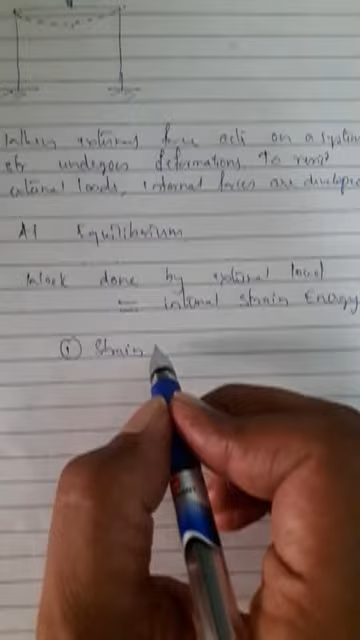 When external force acts on a system
it undergoes deformations. To resist
external loads, internal forces are develope
At Equilibrium
Work done by external load
= internal strain Energy
① Strain